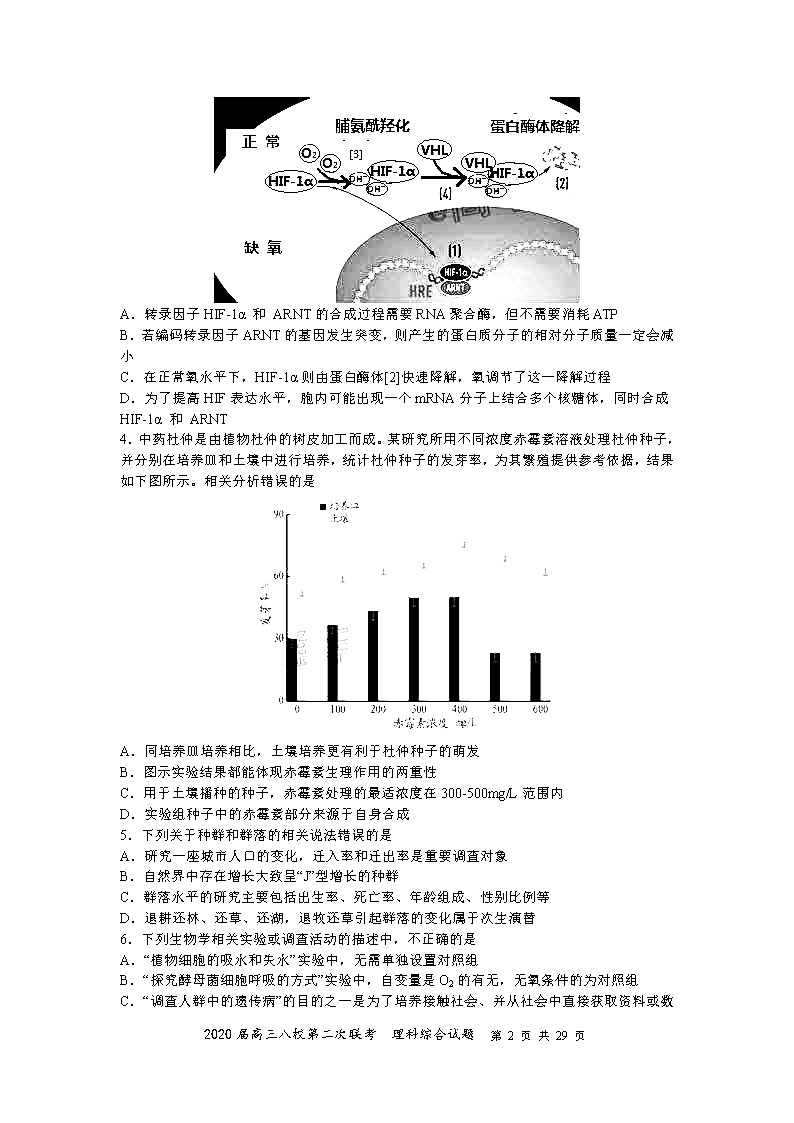 正 常
脯氨酰羟化
蛋白酶体降解
O2
O2
[3]
VHL
HIF-1α
OH
OH
HIF-1α
[4]
VHL
OH
OH
HIF-1α
[2]
缺 氧
[1]
HIF-1α
ARNT
HRE
A．转录因子 HIF-1α 和 ARNT 的合成过程需要 RNA 聚合酶，但不需要消耗 ATP
B．若编码转录因子 ARNT 的基因发生突变，则产生的蛋白质分子的相对分子质量一定会减
小
C．在正常氧水平下，HIF-1α 则由蛋白酶体[2]快速降解，氧调节了这一降解过程
D．为了提高 HIF 表达水平，胞内可能出现一个 mRNA 分子上结合多个核糖体，同时合成
HIF-1α 和 ARNT
4．中药杜仲是由植物杜仲的树皮加工而成。某研究所用不同浓度赤霉素溶液处理杜仲种子，
并分别在培养皿和土壤中进行培养，统计杜仲种子的发芽率，为其繁殖提供参考依据，结果
如下图所示。相关分析错误的是
培养皿
土壤
90
60
30
0
发芽率%
0 100 200 300 400 500 600
赤霉素浓度 mg/L
A．同培养皿培养相比，土壤培养更有利于杜仲种子的萌发
B．图示实验结果都能体现赤霉素生理作用的两重性
C．用于土壤播种的种子，赤霉素处理的最适浓度在 300-500mg/L 范围内
D．实验组种子中的赤霉素部分来源于自身合成
5．下列关于种群和群落的相关说法错误的是
A．研究一座城市人口的变化，迁入率和迁出率是重要调查对象
B．自然界中存在增长大致呈“J”型增长的种群
C．群落水平的研究主要包括出生率、死亡率、年龄组成、性别比例等
D．退耕还林、还草、还湖，退牧还草引起群落的变化属于次生演替
6．下列生物学相关实验或调查活动的描述中，不正确的是
A．“植物细胞的吸水和失水”实验中，无需单独设置对照组
B．“探究酵母菌细胞呼吸的方式”实验中，自变量是 O2 的有无，无氧条件的为对照组
C．“调查人群中的遗传病”的目的之一是为了培养接触社会、并从社会中直接获取资料或数
2020 届高三八校第二次联考 理科综合试题 第 2 页 共 29 页